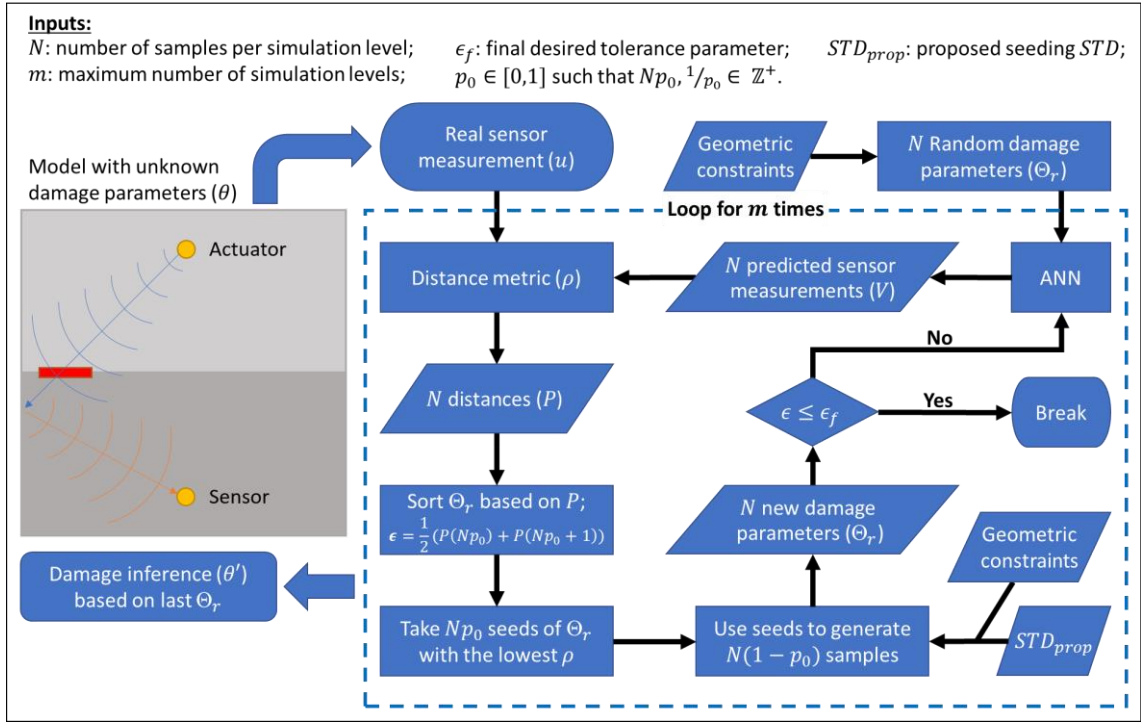 Inputs:
N: number of samples per simulation level;
m: maximum number of simulation levels;
ϵ_f: final desired tolerance parameter;
p_0 ∈ [0,1] such that Np_0, 1/p_0 ∈ ℤ^+.
STD_prop: proposed seeding STD;
Model with unknown
damage parameters (θ)
Actuator
Sensor
Real sensor
measurement (u)
Geometric
constraints
N Random damage
parameters (Θ_r)
Loop for m times
Distance metric (ρ)
N predicted sensor
measurements (V)
ANN
No
N distances (P)
ϵ ≤ ϵ_f
Yes
Break
Sort Θ_r based on P;
ϵ = 1/2 (P(Np_0) + P(Np_0 + 1))
N new damage
parameters (Θ_r)
Geometric
constraints
Damage inference (θ′)
based on last Θ_r
Take Np_0 seeds of Θ_r
with the lowest ρ
Use seeds to generate
N(1 − p_0) samples
STD_prop